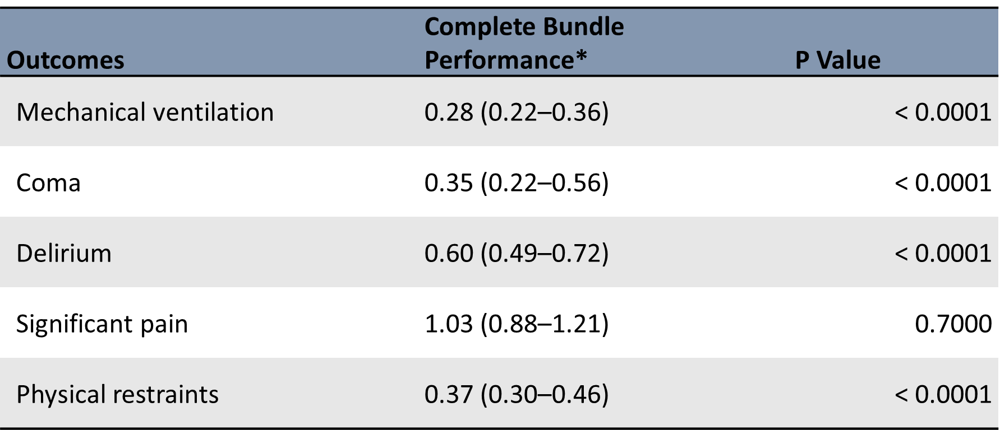 Complete Bundle
Outcomes Performance* P Value
Mechanical ventilation 0.28 (0.22–0.36) < 0.0001
Coma 0.35 (0.22–0.56) < 0.0001
Delirium 0.60 (0.49–0.72) < 0.0001
Significant pain 1.03 (0.88–1.21) 0.7000
Physical restraints 0.37 (0.30–0.46) < 0.0001